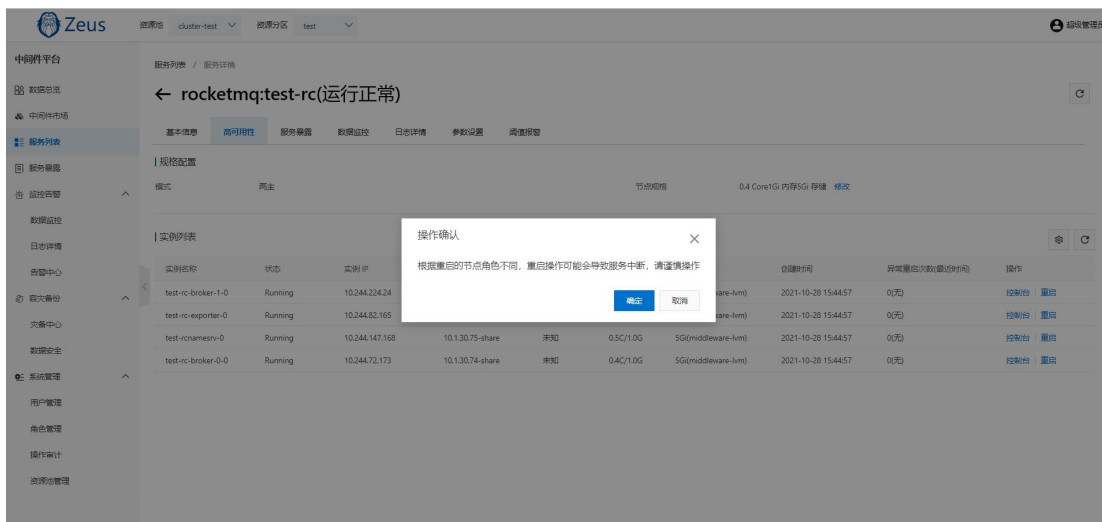 Zeus 资源池 cluster-test 资源分区 test 超级管理员
中间件平台
数据总览
中间件市场
服务列表
服务暴露
监控告警
数据监控
日志详情
告警中心
容灾备份
灾备中心
数据安全
系统管理
用户管理
角色管理
操作审计
资源池管理
服务列表 / 服务详情
← rocketmq:test-rc(运行正常)
基本信息 高可用性 服务暴露 数据监控 日志详情 参数设置 阈值报警
规格配置
模式 两主 节点规格 0.4 Core1Gi 内存5Gi 存储 修改
实例列表
实例名称 状态 实例 IP 创建时间 异常重启次数(最近时间) 操作
test-rc-broker-1-0 Running 10.244.224.24 ware-lvm) 2021-10-28 15:44:57 0(无) 控制台 重启
test-rc-exporter-0 Running 10.244.82.165 ware-lvm) 2021-10-28 15:44:57 0(无) 控制台 重启
test-rcnamesrv-0 Running 10.244.147.168 10.1.30.75-share 未知 0.5C/1.0G 5Gi(middleware-lvm) 2021-10-28 15:44:57 0(无) 控制台 重启
test-rc-broker-0-0 Running 10.244.72.173 10.1.30.74-share 未知 0.4C/1.0G 5Gi(middleware-lvm) 2021-10-28 15:44:57 0(无) 控制台 重启
操作确认
根据重启的节点角色不同，重启操作可能会导致服务中断，请谨慎操作
确定 取消